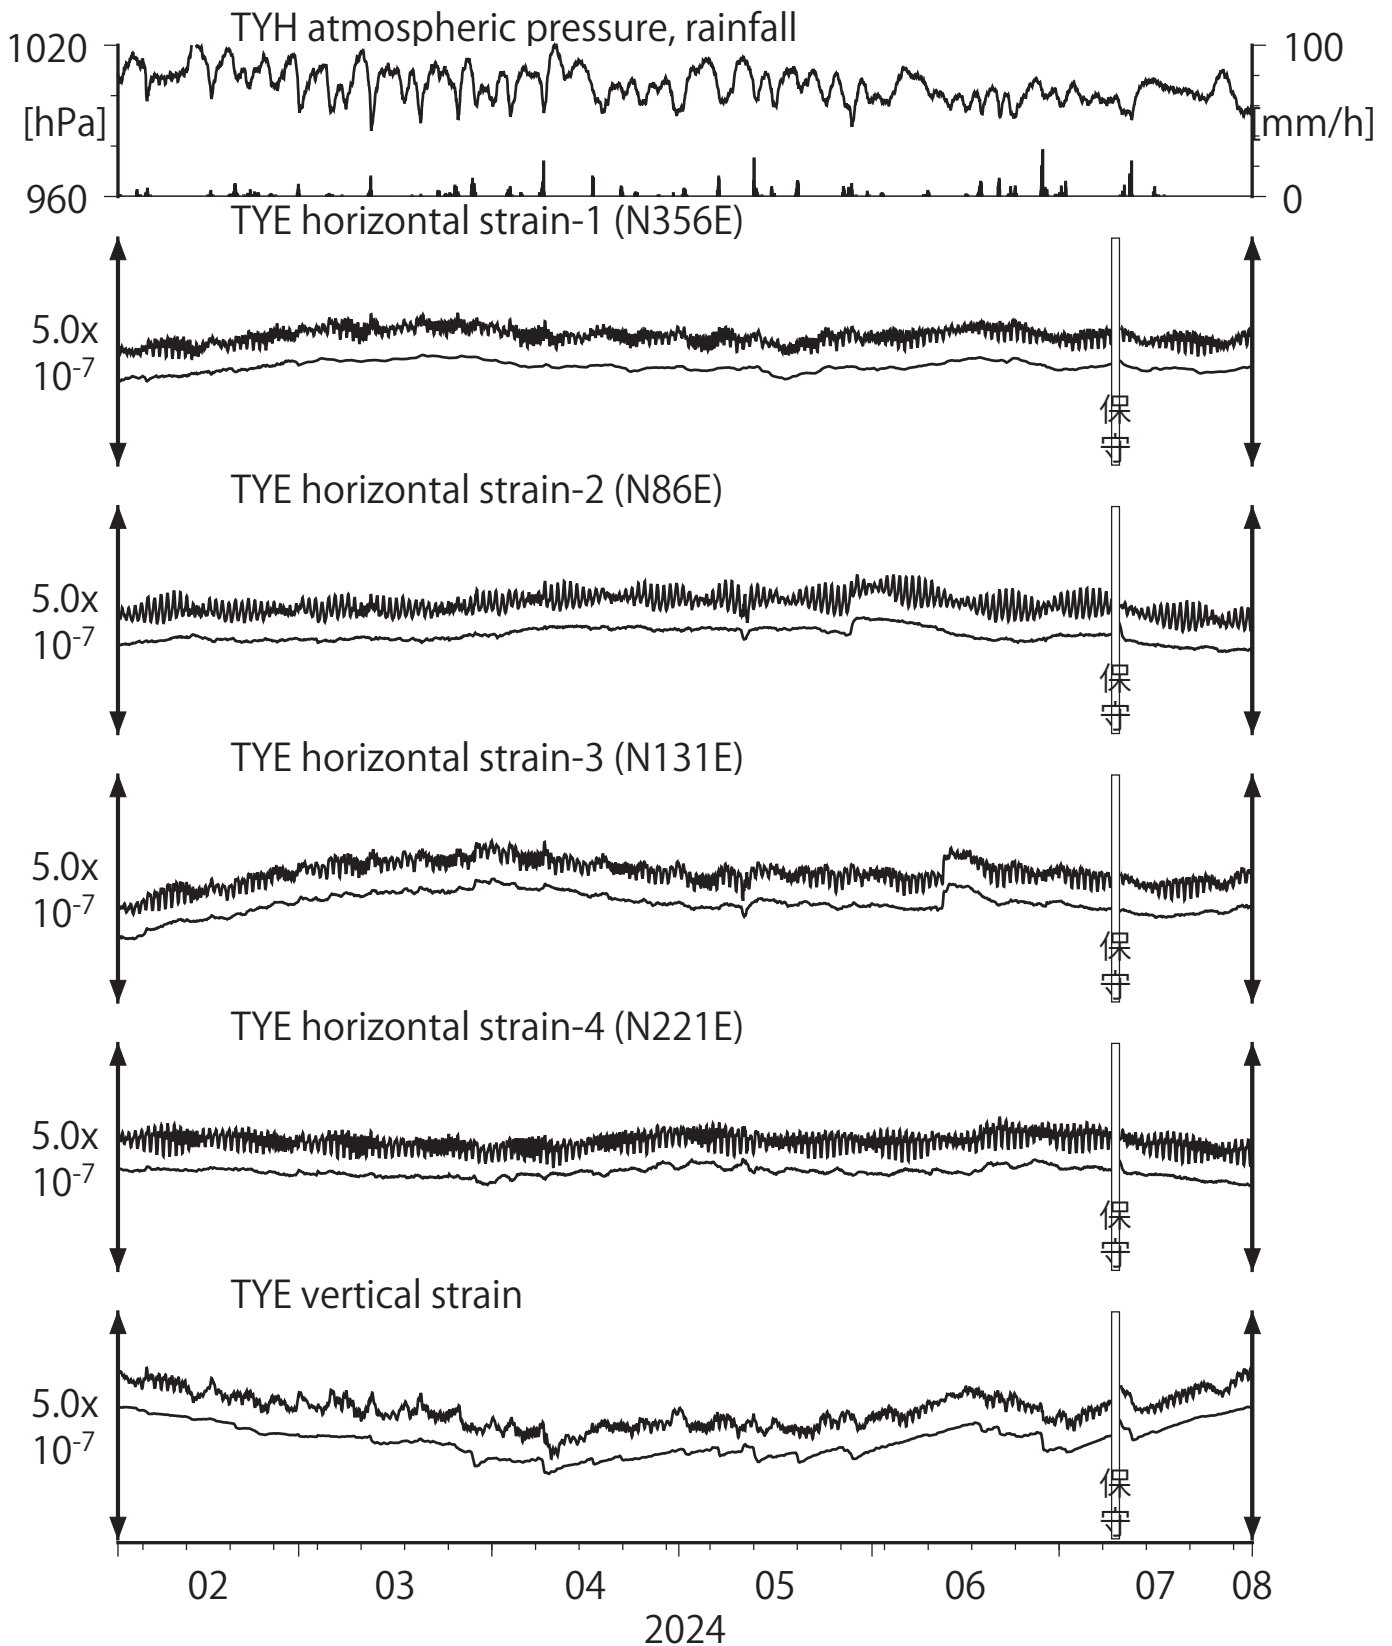 TYH atmospheric pressure, rainfall
1020
100
[hPa]
[mm/h]
960
0
TYE horizontal strain-1 (N356E)
5.0x
10-7
保
守
TYE horizontal strain-2 (N86E)
5.0x
10-7
保
守
TYE horizontal strain-3 (N131E)
5.0x
10-7
保
守
TYE horizontal strain-4 (N221E)
5.0x
10-7
保
守
TYE vertical strain
5.0x
10-7
保
守
02 03 04 05 06 07 08
2024